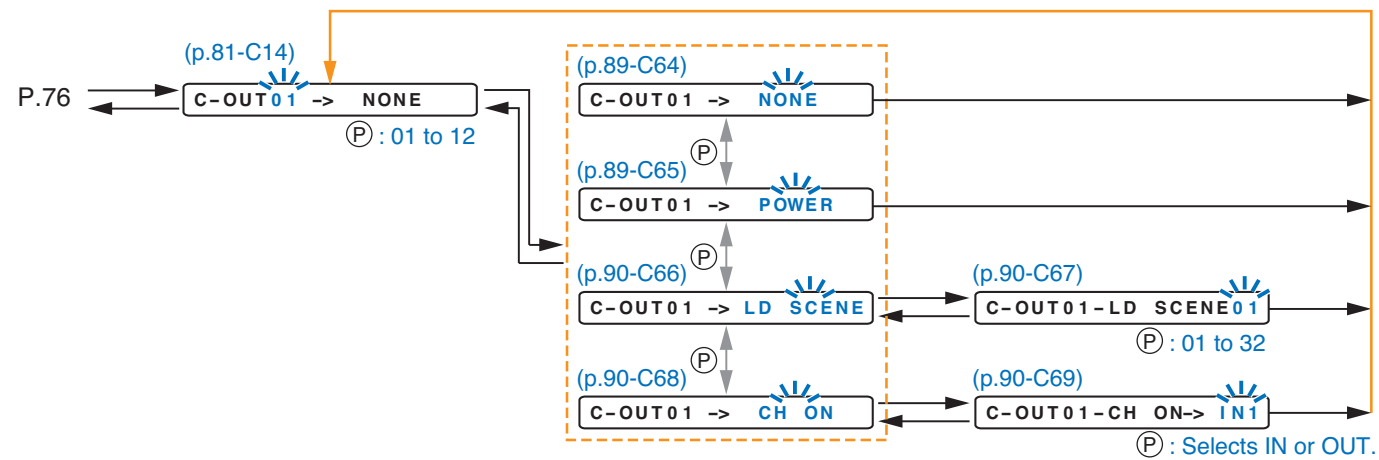 (p.81-C14)
P.76
C-OUT01 -> NONE
Ⓟ : 01 to 12
(p.89-C64)
C-OUT01 -> NONE
Ⓟ
(p.89-C65)
C-OUT01 -> POWER
Ⓟ
(p.90-C66)
C-OUT01 -> LD SCENE
(p.90-C67)
C-OUT01-LD SCENE01
Ⓟ : 01 to 32
Ⓟ
(p.90-C68)
C-OUT01 -> CH ON
(p.90-C69)
C-OUT01-CH ON-> IN1
Ⓟ : Selects IN or OUT.